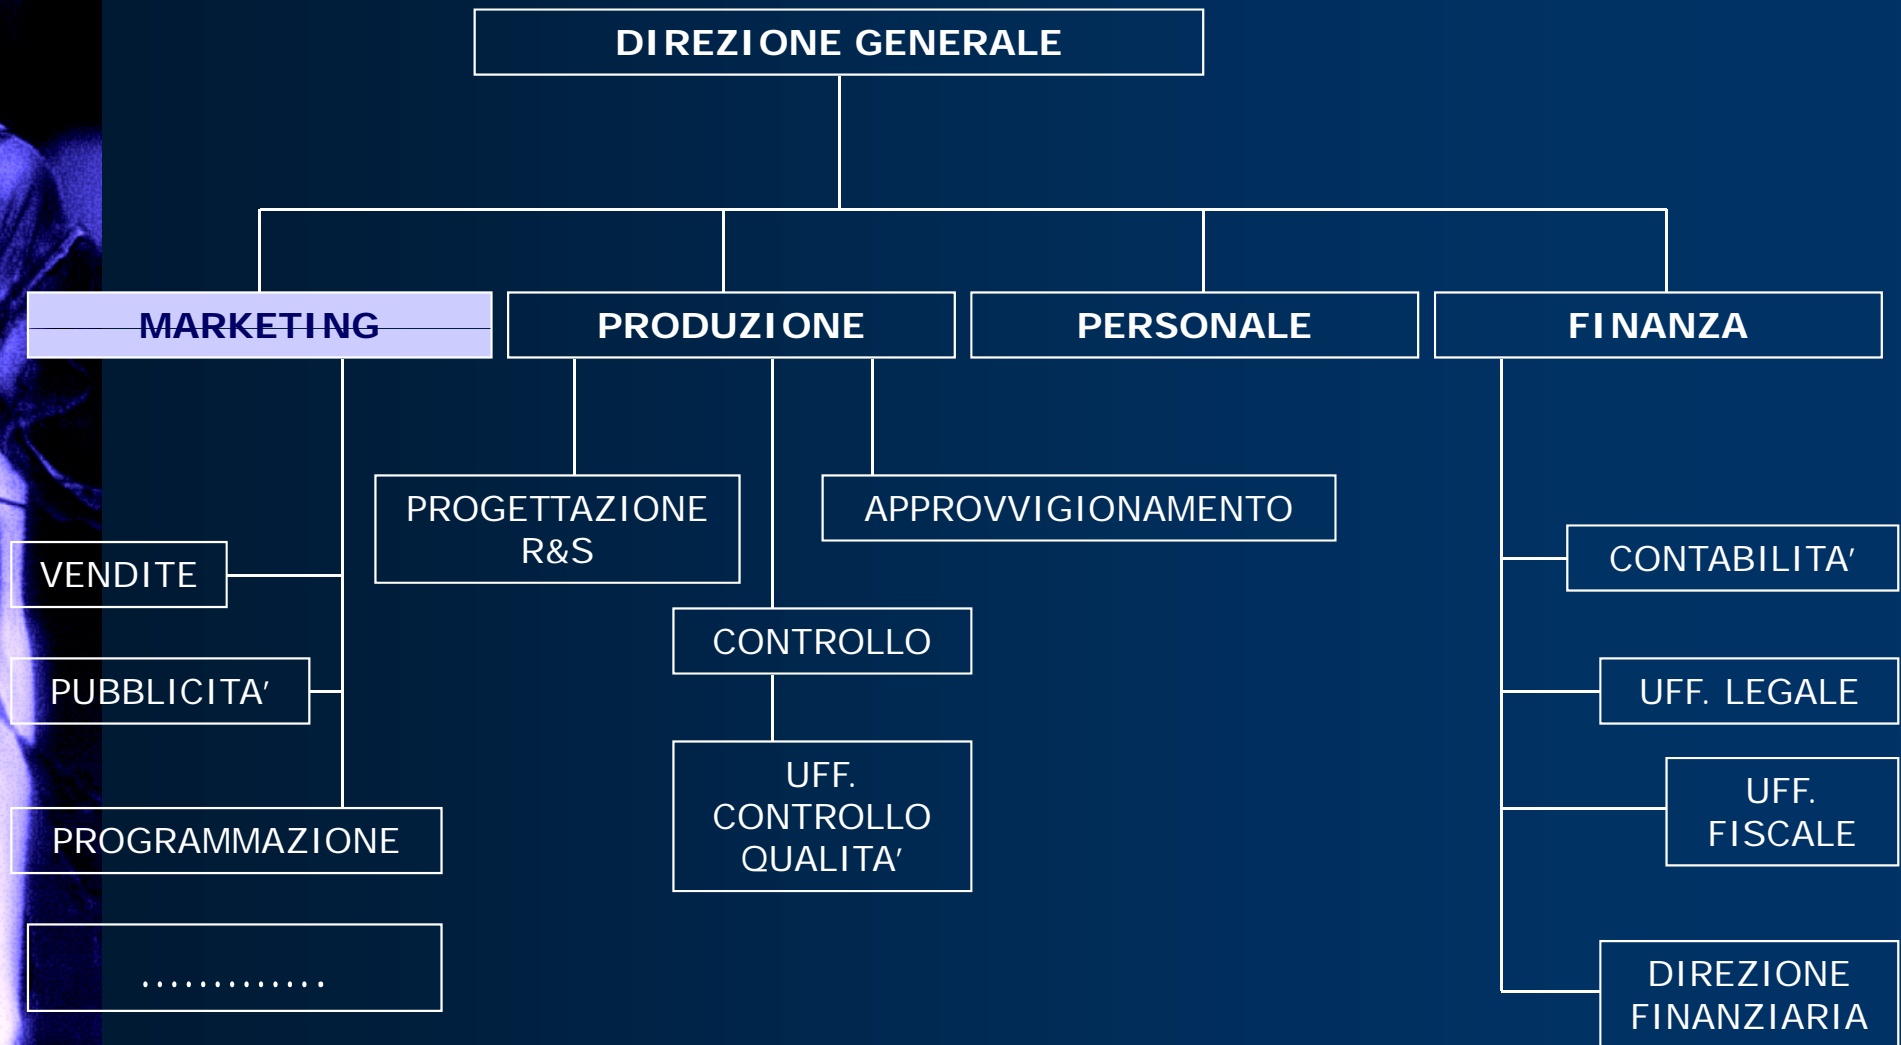 DIREZIONE GENERALE
MARKETING
PRODUZIONE
PERSONALE
FINANZA
PROGETTAZIONE
R&S
APPROVVIGIONAMENTO
VENDITE
CONTABILITA'
CONTROLLO
PUBBLICITA'
UFF. LEGALE
UFF.
CONTROLLO
QUALITA'
UFF.
FISCALE
PROGRAMMAZIONE
.............
DIREZIONE
FINANZIARIA